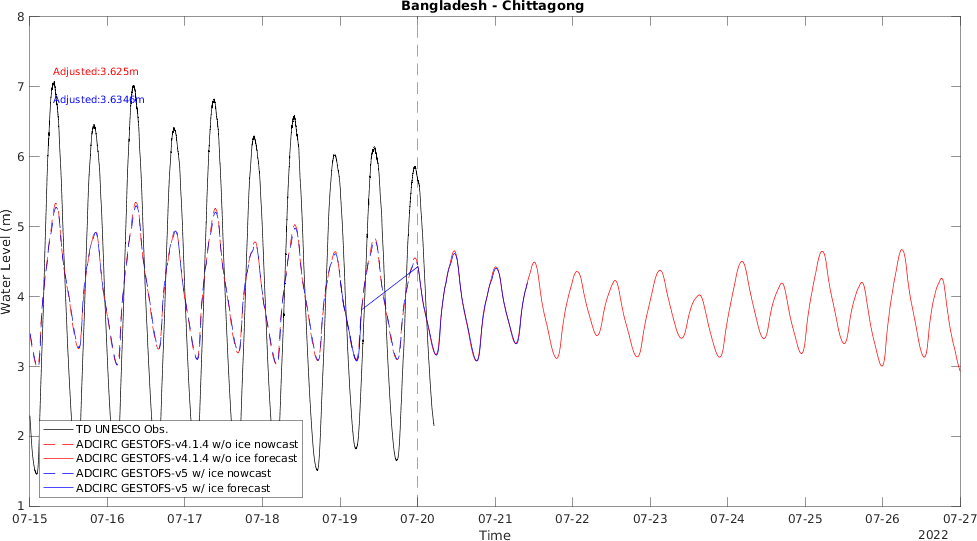 Bangladesh - Chittagong
8
7
6
5
4
3
2
1
Water Level (m)
Adjusted:3.625m
Adjusted:3.6346m
TD UNESCO Obs.
ADCIRC GESTOFS-v4.1.4 w/o ice nowcast
ADCIRC GESTOFS-v4.1.4 w/o ice forecast
ADCIRC GESTOFS-v5 w/ ice nowcast
ADCIRC GESTOFS-v5 w/ ice forecast
07-15 07-16 07-17 07-18 07-19 07-20 07-21 07-22 07-23 07-24 07-25 07-26 07-27
Time
2022